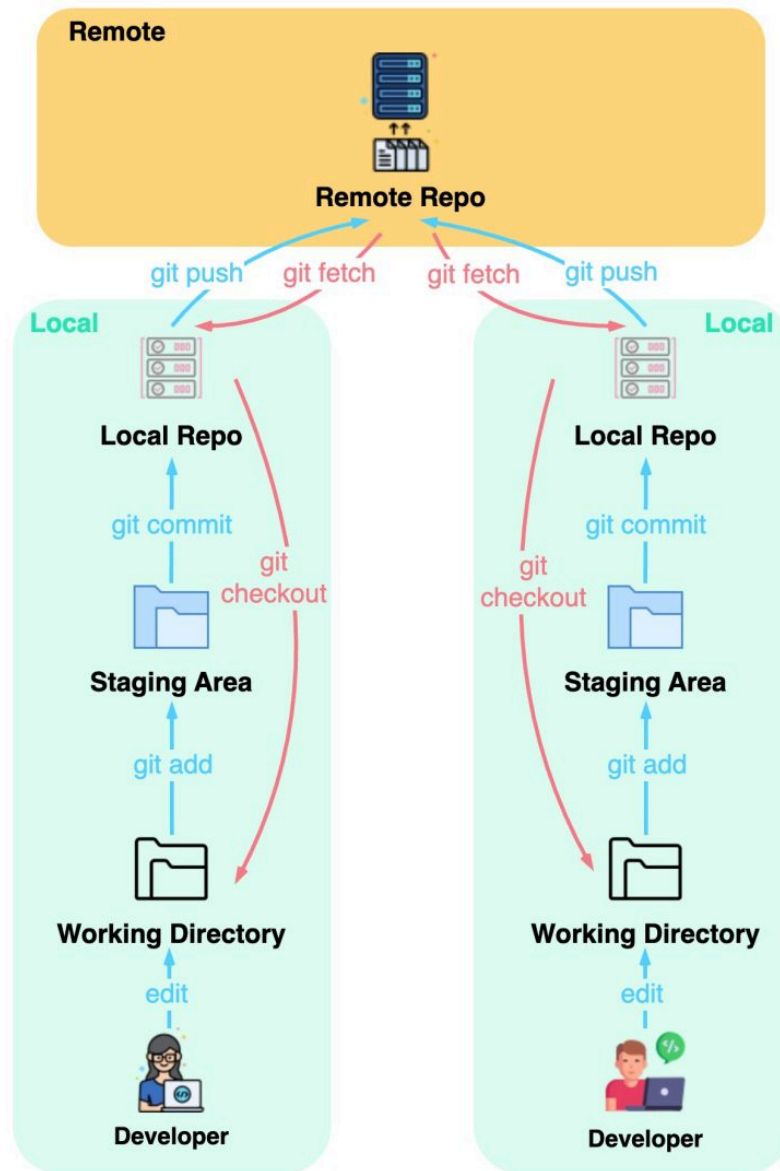 Remote
Remote Repo
git push
git fetch
git fetch
git push
Local
Local Repo
git commit
git
checkout
Staging Area
git add
Working Directory
edit
Developer
Local
Local Repo
git commit
git
checkout
Staging Area
git add
Working Directory
edit
Developer